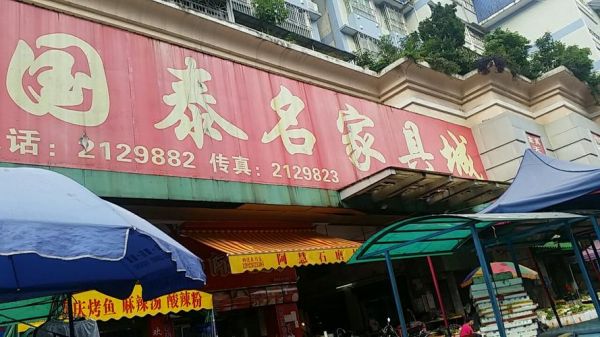 国泰名家具城
话：2129882 传真：2129823
阿慧石磨
庆烤鱼 麻辣烫 酸辣粉